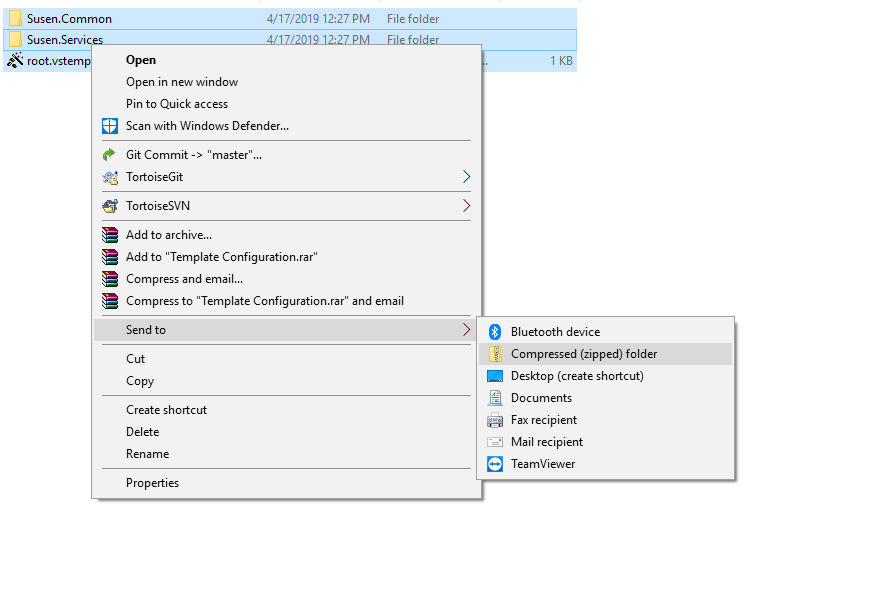 Susen.Common 4/17/2019 12:27 PM File folder
Susen.Services 4/17/2019 12:27 PM File folder
root.vstemp .. 1 KB
Open
Open in new window
Pin to Quick access
Scan with Windows Defender...
Git Commit -> "master"...
TortoiseGit
TortoiseSVN
Add to archive...
Add to "Template Configuration.rar"
Compress and email...
Compress to "Template Configuration.rar" and email
Send to
Cut
Copy
Create shortcut
Delete
Rename
Properties
Bluetooth device
Compressed (zipped) folder
Desktop (create shortcut)
Documents
Fax recipient
Mail recipient
TeamViewer